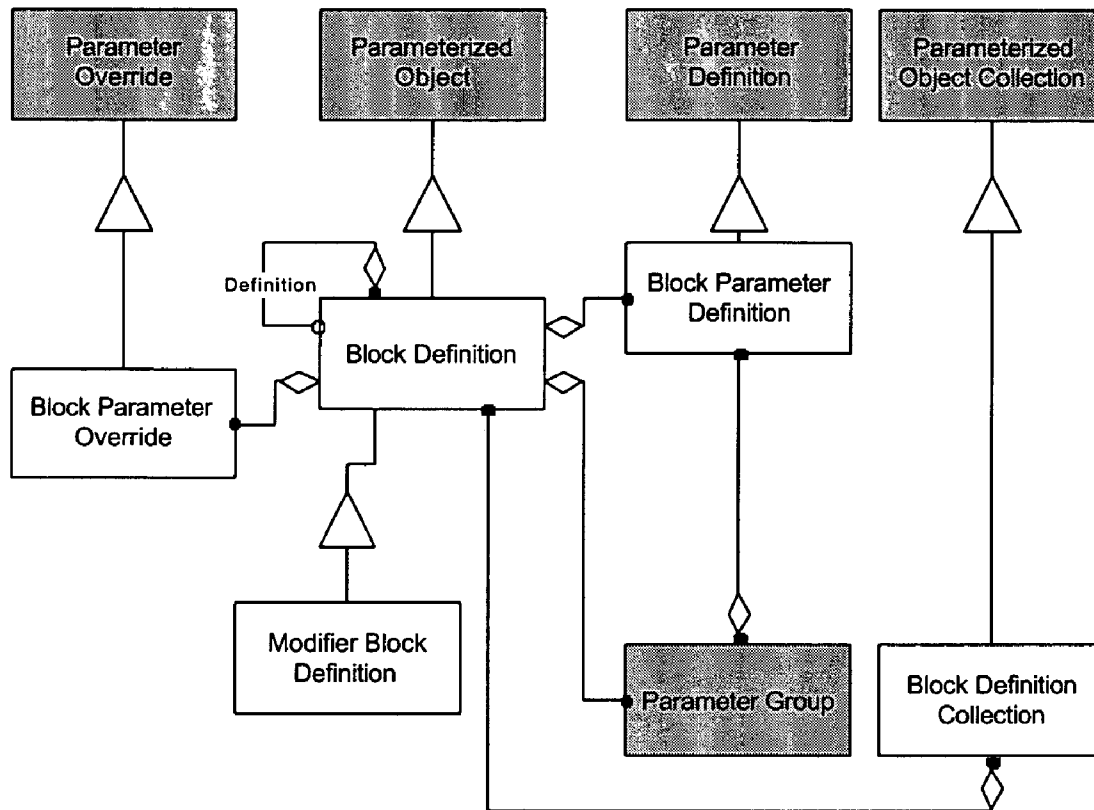 Parameter
Override
Parameterized
Object
Parameter
Definition
Parameterized
Object Collection
Definition
Block Parameter
Definition
Block Definition
Block Parameter
Override
Modifier Block
Definition
Parameter Group
Block Definition
Collection